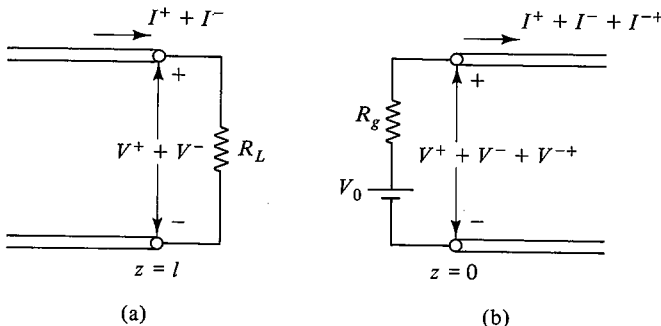 I⁺ + I⁻
+
V⁺ + V⁻
R_L
−
z = l
(a)
I⁺ + I⁻ + I⁻⁺
+
R_g
V⁺ + V⁻ + V⁻⁺
V₀
−
z = 0
(b)